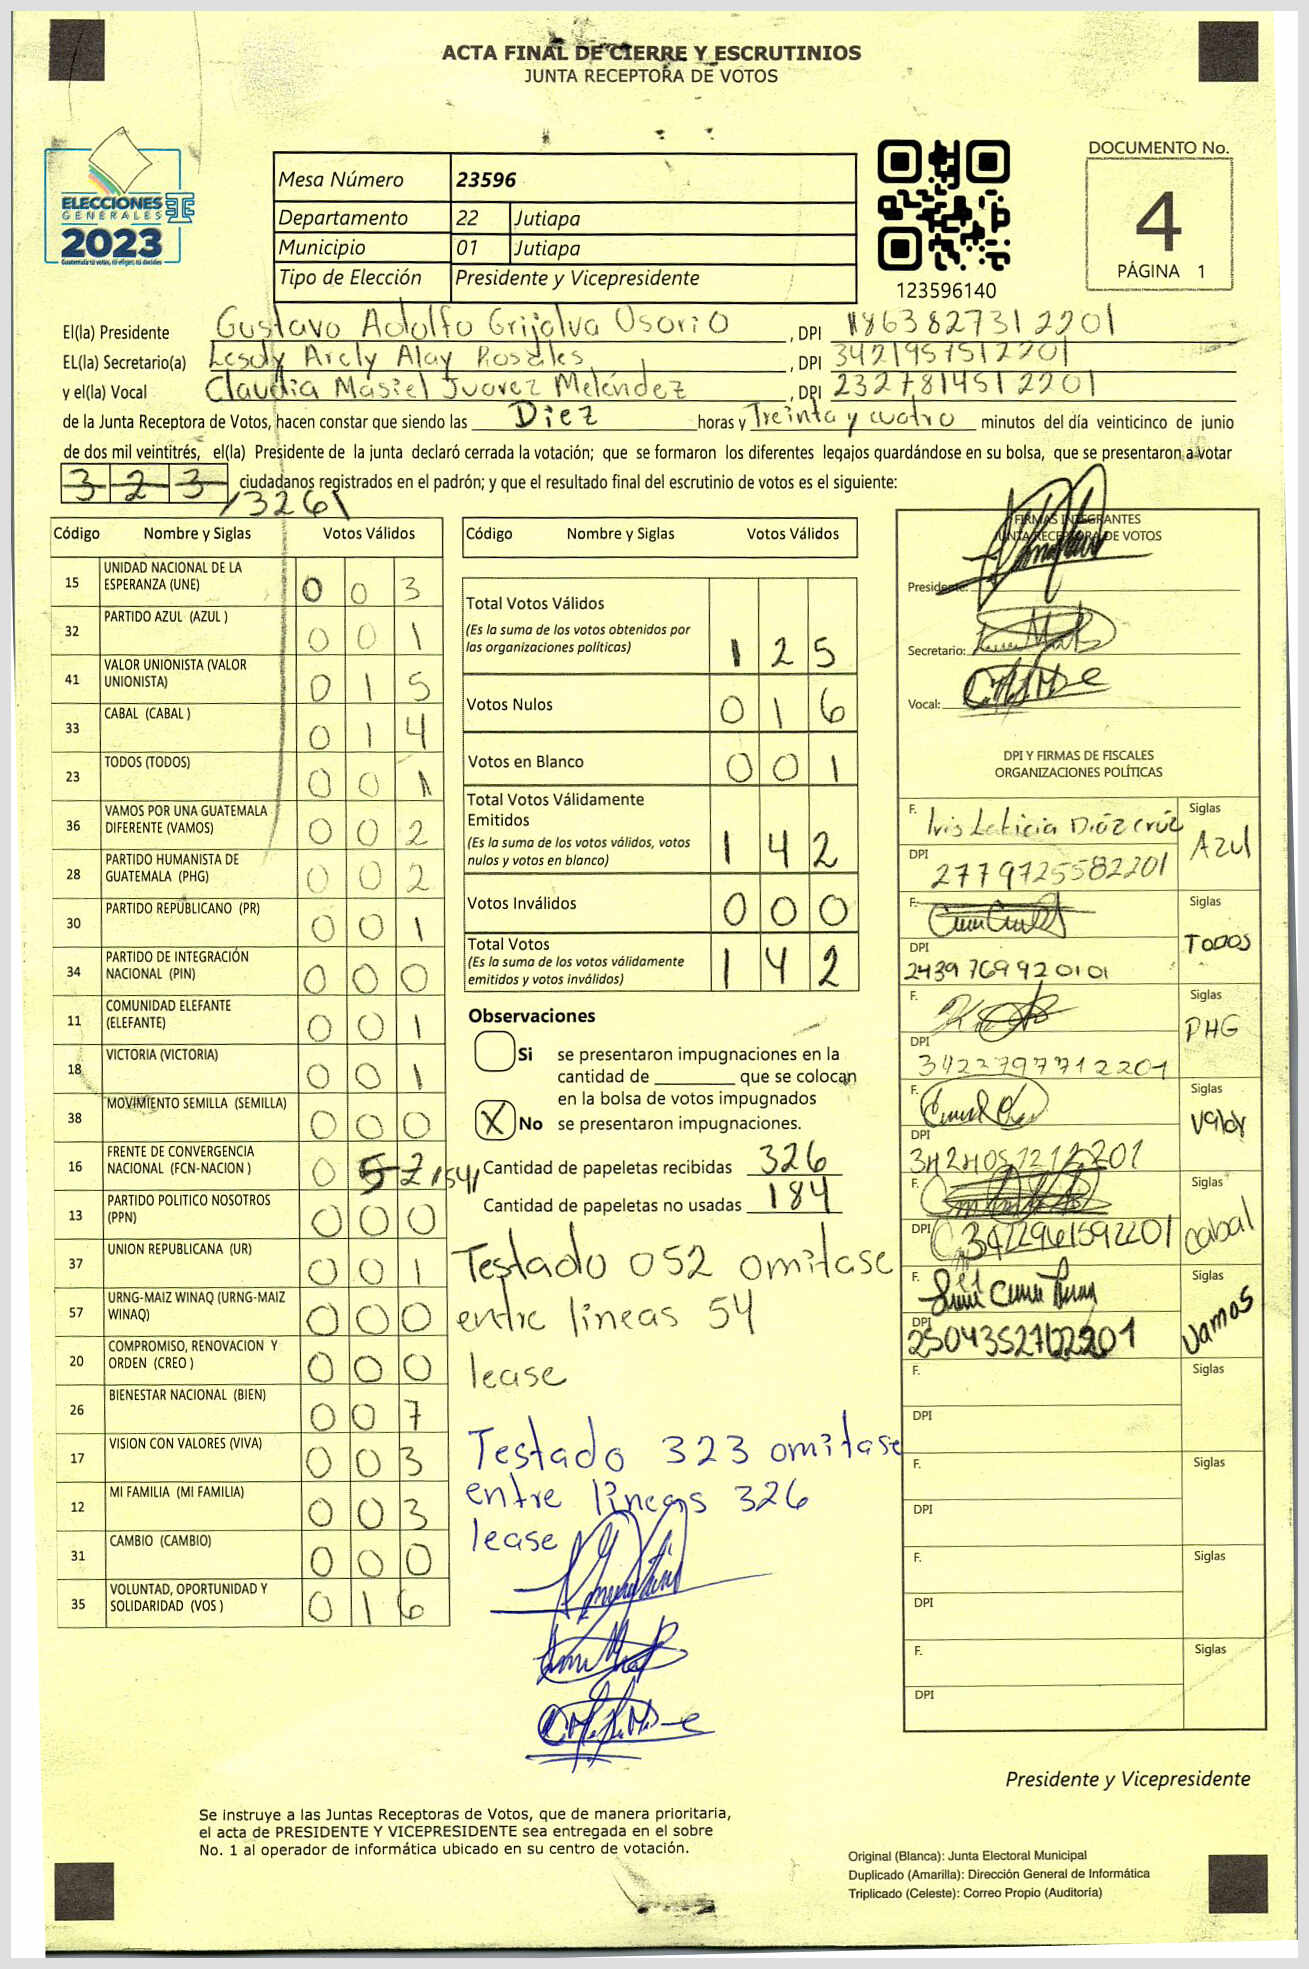 ACTA FINAL DE CIERRE Y ESCRUTINIOS
JUNTA RECEPTORA DE VOTOS
ELECCIONES
GENERALES
2023
Guatemala tú votas, tú eliges, tú decides
Mesa Número 23596
Departamento 22 Jutiapa
Municipio 01 Jutiapa
Tipo de Elección Presidente y Vicepresidente
123596140
DOCUMENTO No.
4
PÁGINA 1
El(la) Presidente Gustavo Adolfo Grijalva Osorio, DPI 1863827312201
EL(la) Secretario(a) Lesdy Arely Alay Rosales, DPI 3421957512201
y el(la) Vocal Claudia Masiel Juarez Meléndez, DPI 2327814512201
de la Junta Receptora de Votos, hacen constar que siendo las Diez horas y Treinta y cuatro minutos del día veinticinco de junio
de dos mil veintitrés, el(la) Presidente de la junta declaró cerrada la votación; que se formaron los diferentes legajos guardándose en su bolsa, que se presentaron a votar
323 ciudadanos registrados en el padrón; y que el resultado final del escrutinio de votos es el siguiente:
/326\
Código Nombre y Siglas Votos Válidos
15 UNIDAD NACIONAL DE LA ESPERANZA (UNE) 0 0 3
32 PARTIDO AZUL (AZUL ) 0 0 1
41 VALOR UNIONISTA (VALOR UNIONISTA) 0 1 5
33 CABAL (CABAL ) 0 1 4
23 TODOS (TODOS) 0 0 1
36 VAMOS POR UNA GUATEMALA DIFERENTE (VAMOS) 0 0 2
28 PARTIDO HUMANISTA DE GUATEMALA (PHG) 0 0 2
30 PARTIDO REPUBLICANO (PR) 0 0 1
34 PARTIDO DE INTEGRACIÓN NACIONAL (PIN) 0 0 0
11 COMUNIDAD ELEFANTE (ELEFANTE) 0 0 1
18 VICTORIA (VICTORIA) 0 0 1
38 MOVIMIENTO SEMILLA (SEMILLA) 0 0 0
16 FRENTE DE CONVERGENCIA NACIONAL (FCN-NACION ) 0 5 2 /54\
13 PARTIDO POLITICO NOSOTROS (PPN) 0 0 0
37 UNION REPUBLICANA (UR) 0 0 1
57 URNG-MAIZ WINAQ (URNG-MAIZ WINAQ) 0 0 0
20 COMPROMISO, RENOVACION Y ORDEN (CREO ) 0 0 0
26 BIENESTAR NACIONAL (BIEN) 0 0 7
17 VISION CON VALORES (VIVA) 0 0 3
12 MI FAMILIA (MI FAMILIA) 0 0 3
31 CAMBIO (CAMBIO) 0 0 0
35 VOLUNTAD, OPORTUNIDAD Y SOLIDARIDAD (VOS ) 0 1 6
Código Nombre y Siglas Votos Válidos
Total Votos Válidos 1 2 5
(Es la suma de los votos obtenidos por
las organizaciones políticas)
Votos Nulos 0 1 6
Votos en Blanco 0 0 1
Total Votos Válidamente
Emitidos 1 4 2
(Es la suma de los votos válidos, votos
nulos y votos en blanco)
Votos Inválidos 0 0 0
Total Votos 1 4 2
(Es la suma de los votos válidamente
emitidos y votos inválidos)
Observaciones
Si se presentaron impugnaciones en la
cantidad de ________ que se colocan
en la bolsa de votos impugnados
X No se presentaron impugnaciones.
Cantidad de papeletas recibidas 326
Cantidad de papeletas no usadas 184
Testado 052 omitase
entre lineas 54
lease
Testado 323 omitase
entre lineas 326
lease
FIRMAS INTEGRANTES
JUNTA RECEPTORA DE VOTOS
Presidente:
Secretario:
Vocal:
DPI Y FIRMAS DE FISCALES
ORGANIZACIONES POLÍTICAS
F. Iris Leticia Díaz Cruz Siglas Azul
DPI 2779725582201
F. Siglas TODOS
DPI 2439769920101
F. Siglas PHG
DPI 3422797712201
F. Siglas Valor
DPI
F. Siglas Cabal
DPI 3422961592201
F. Siglas Vamos
DPI
F. Siglas
DPI
F. Siglas
DPI
F. Siglas
DPI
F. Siglas
DPI
Presidente y Vicepresidente
Se instruye a las Juntas Receptoras de Votos, que de manera prioritaria,
el acta de PRESIDENTE Y VICEPRESIDENTE sea entregada en el sobre
No. 1 al operador de informática ubicado en su centro de votación.
Original (Blanca): Junta Electoral Municipal
Duplicado (Amarilla): Dirección General de Informática
Triplicado (Celeste): Correo Propio (Auditoría)